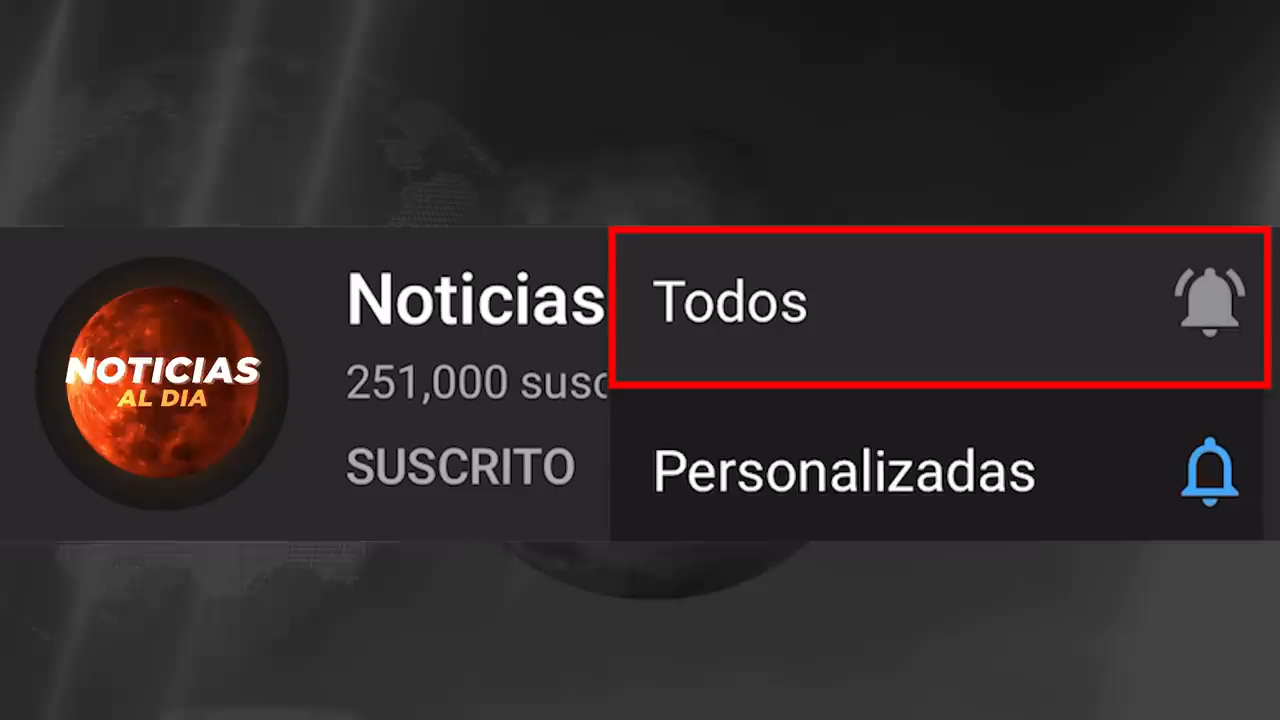 NOTICIAS
AL DIA
Noticias
251,000 susc
SUSCRITO
Todos
Personalizadas